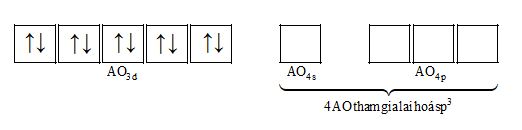 ↑↓ ↑↓ ↑↓ ↑↓ ↑↓
AO3d AO4s AO4p
4AOthamgialaihoásp³